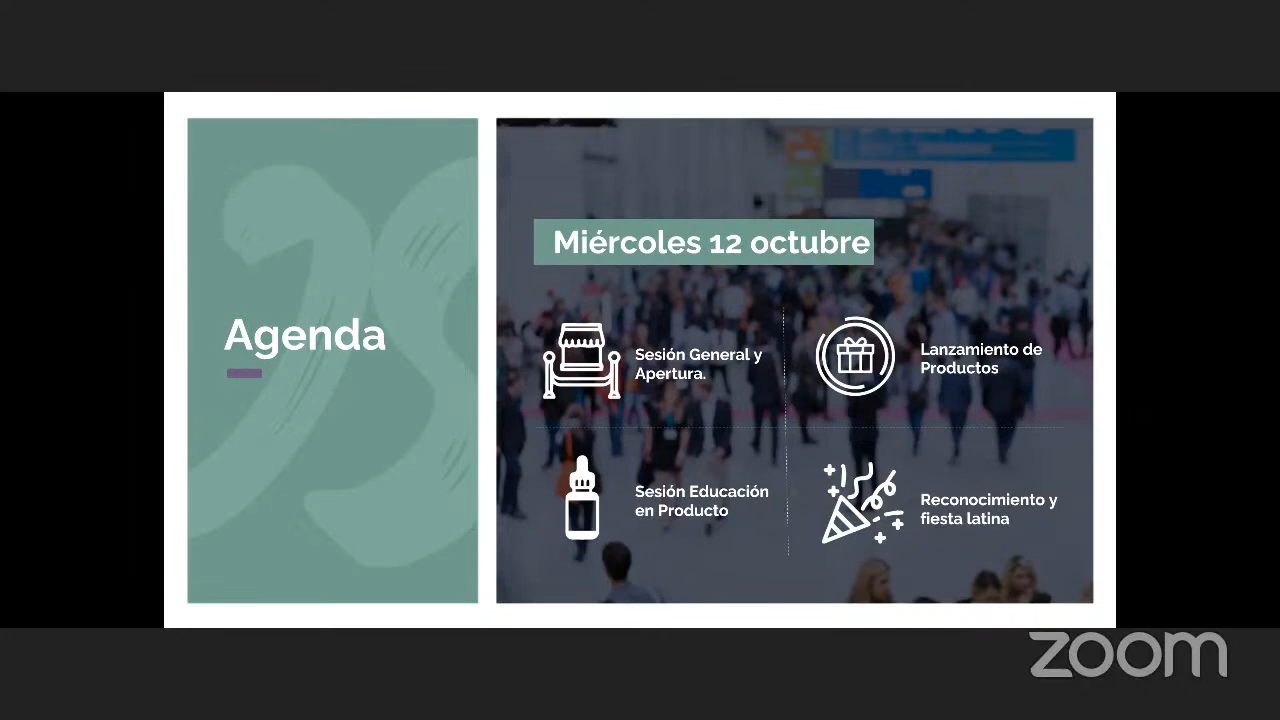 Agenda
Miércoles 12 octubre
Sesión General y
Apertura.
Lanzamiento de
Productos
Sesión Educación
en Producto
Reconocimiento y
fiesta latina
zoom